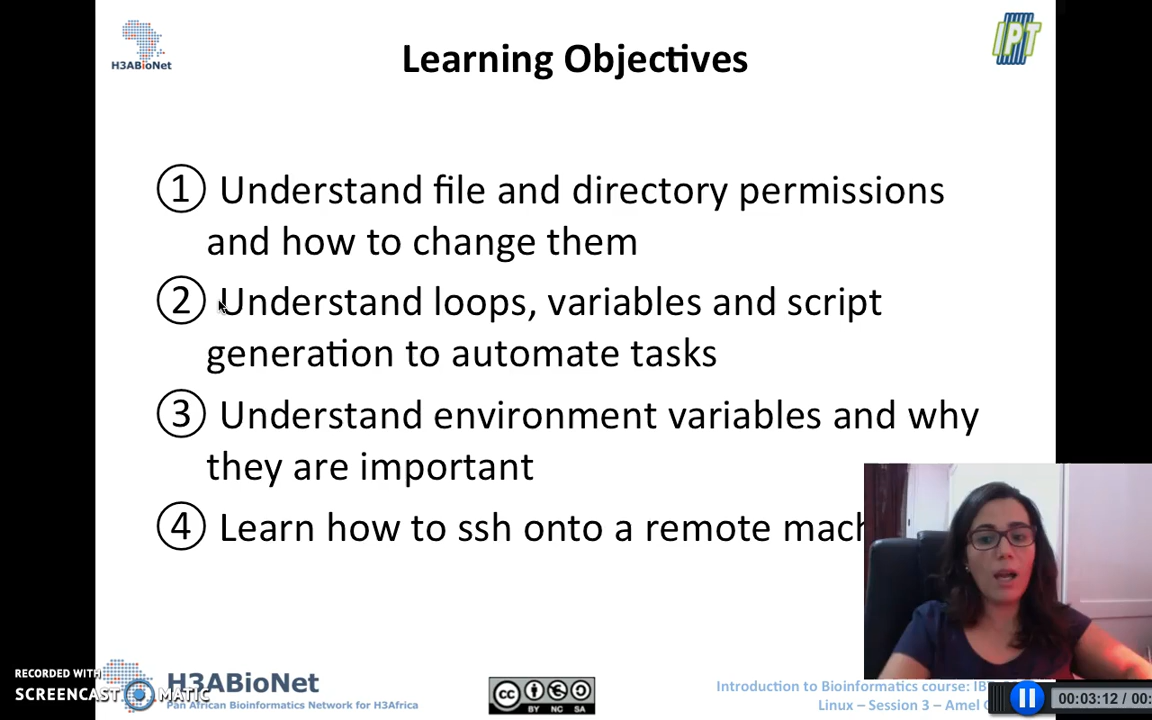 H3ABioNet
IPT
Learning Objectives
1 Understand file and directory permissions
and how to change them
2 Understand loops, variables and script
generation to automate tasks
3 Understand environment variables and why
they are important
4 Learn how to ssh onto a remote
RECORDED WITH
SCREENCAST MATIC
H3ABioNet
Pan African Bioinformatics Network for H3Africa
cc
BY NC SA
Introduction to Bioinformatics course:
Linux – Session 3 – Amel
00:03:12 / 00: